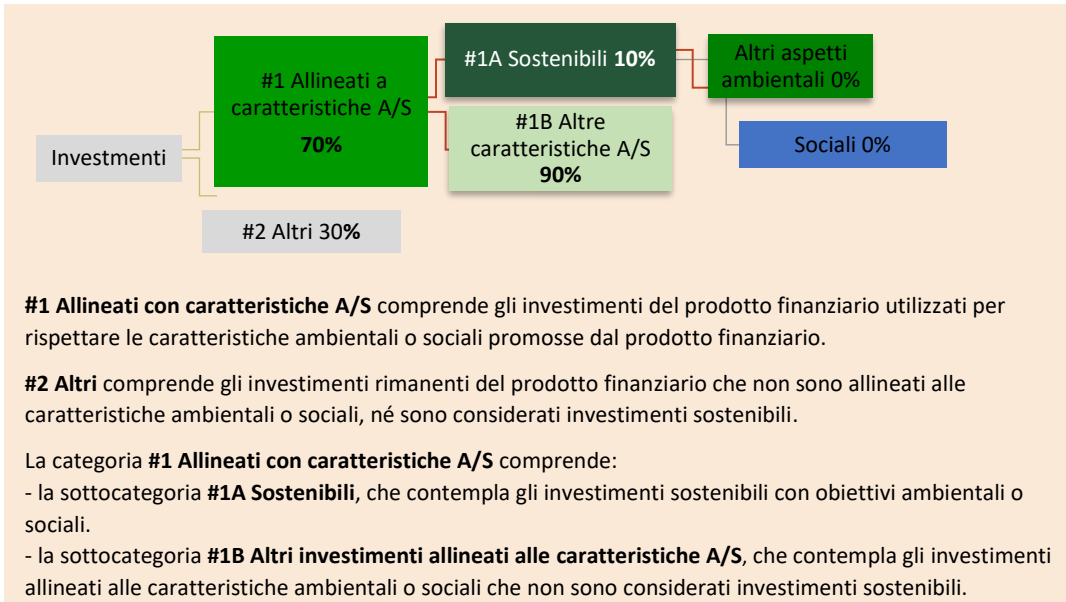 Investimenti
#1 Allineati a
caratteristiche A/S
70%
#2 Altri 30%
#1A Sostenibili 10%
#1B Altre
caratteristiche A/S
90%
Altri aspetti
ambientali 0%
Sociali 0%
#1 Allineati con caratteristiche A/S comprende gli investimenti del prodotto finanziario utilizzati per
rispettare le caratteristiche ambientali o sociali promosse dal prodotto finanziario.
#2 Altri comprende gli investimenti rimanenti del prodotto finanziario che non sono allineati alle
caratteristiche ambientali o sociali, né sono considerati investimenti sostenibili.
La categoria #1 Allineati con caratteristiche A/S comprende:
- la sottocategoria #1A Sostenibili, che contempla gli investimenti sostenibili con obiettivi ambientali o
sociali.
- la sottocategoria #1B Altri investimenti allineati alle caratteristiche A/S, che contempla gli investimenti
allineati alle caratteristiche ambientali o sociali che non sono considerati investimenti sostenibili.